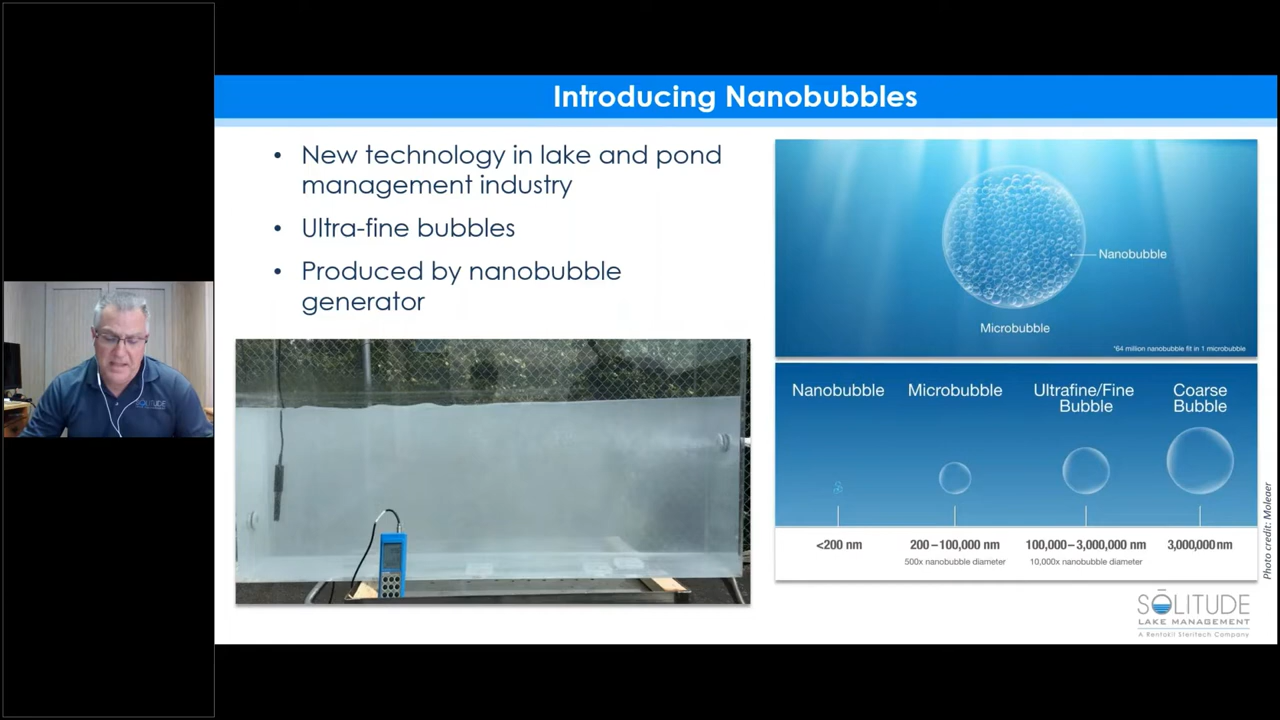 Introducing Nanobubbles
• New technology in lake and pond
management industry
• Ultra-fine bubbles
• Produced by nanobubble
generator
Nanobubble
Microbubble
*64 million nanobubble fit in 1 microbubble
Nanobubble
Microbubble
Ultrafine/Fine
Bubble
Coarse
Bubble
<200 nm
200–100,000 nm
500x nanobubble diameter
100,000–3,000,000 nm
10,000x nanobubble diameter
3,000,000 nm
Photo credit: Moleaer
SŌLITUDE
LAKE MANAGEMENT
A Rentokil Steritech Company
SŌLITUDE